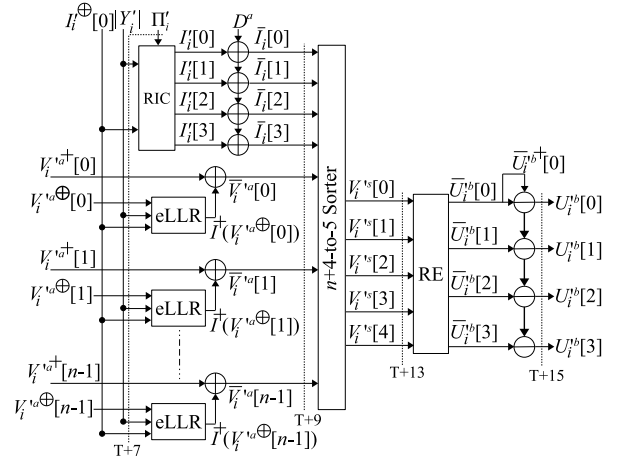 I_i'^⊕[0] |Y_i'| Π_i' D^a
RIC
I_i'[0] Ī_i[0]
I_i'[1] Ī_i[1]
I_i'[2] Ī_i[2]
I_i'[3] Ī_i[3]
V_i'^{a+}[0] V̄_i'^a[0]
V_i'^{a⊕}[0] eLLR I^+(V_i'^{a⊕}[0])
V_i'^{a+}[1] V̄_i'^a[1]
V_i'^{a⊕}[1] eLLR I^+(V_i'^{a⊕}[1])
V_i'^{a+}[n-1] V̄_i'^a[n-1]
V_i'^{a⊕}[n-1] eLLR I^+(V_i'^{a⊕}[n-1])
T+7
T+9
n+4-to-5 Sorter
V_i'^s[0]
V_i'^s[1]
V_i'^s[2]
V_i'^s[3]
V_i'^s[4]
T+13
RE
Ū_i'^{b+}[0]
Ū_i'^b[0] U_i'^b[0]
Ū_i'^b[1] U_i'^b[1]
Ū_i'^b[2] U_i'^b[2]
Ū_i'^b[3] U_i'^b[3]
T+15